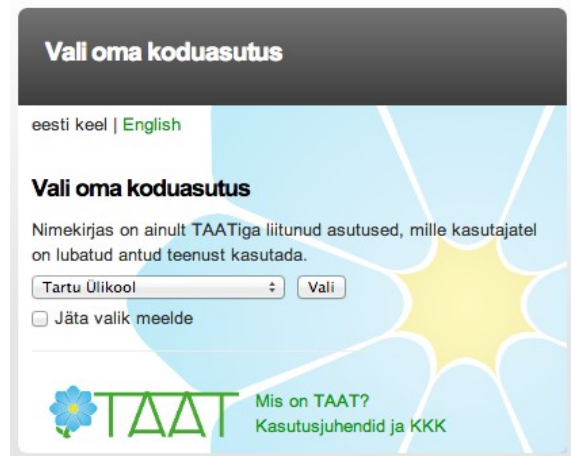 Vali oma koduasutus
eesti keel | English
Vali oma koduasutus
Nimekirjas on ainult TAATiga liitunud asutused, mille kasutajatel
on lubatud antud teenust kasutada.
Tartu Ülikool Vali
Jäta valik meelde
TAAT
Mis on TAAT?
Kasutusjuhendid ja KKK